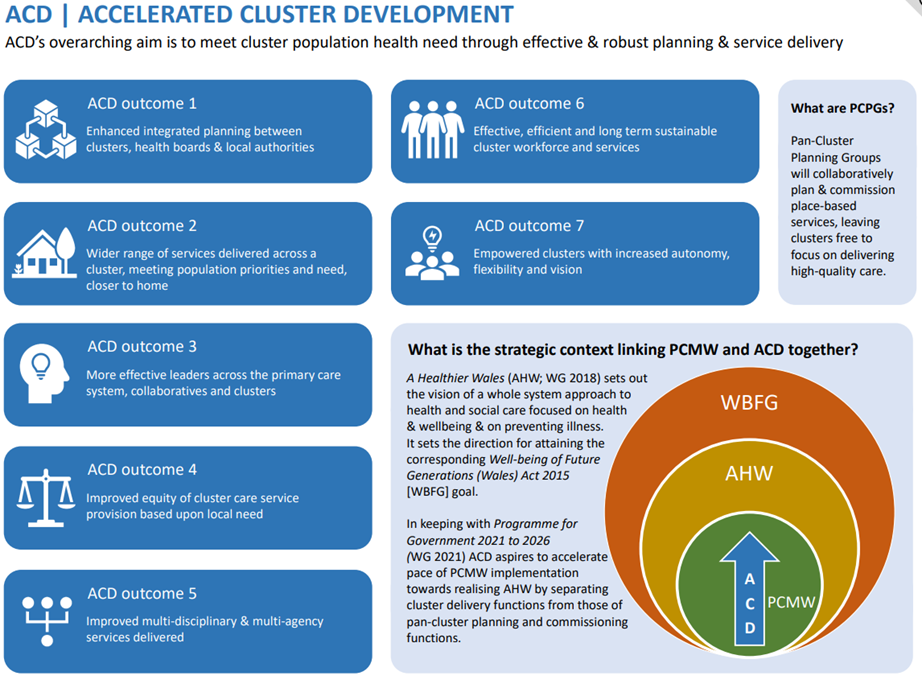 ACD | ACCELERATED CLUSTER DEVELOPMENT
ACD’s overarching aim is to meet cluster population health need through effective & robust planning & service delivery
ACD outcome 1
Enhanced integrated planning between
clusters, health boards & local authorities
ACD outcome 2
Wider range of services delivered across a
cluster, meeting population priorities and need,
closer to home
ACD outcome 3
More effective leaders across the primary care
system, collaboratives and clusters
ACD outcome 4
Improved equity of cluster care service
provision based upon local need
ACD outcome 5
Improved multi-disciplinary & multi-agency
services delivered
ACD outcome 6
Effective, efficient and long term sustainable
cluster workforce and services
ACD outcome 7
Empowered clusters with increased autonomy,
flexibility and vision
What are PCPGs?
Pan-Cluster
Planning Groups
will collaboratively
plan & commission
place-based
services, leaving
clusters free to
focus on delivering
high-quality care.
What is the strategic context linking PCMW and ACD together?
A Healthier Wales (AHW; WG 2018) sets out
the vision of a whole system approach to
health and social care focused on health
& wellbeing & on preventing illness.
It sets the direction for attaining the
corresponding Well-being of Future
Generations (Wales) Act 2015
[WBFG] goal.
In keeping with Programme for
Government 2021 to 2026
(WG 2021) ACD aspires to accelerate
pace of PCMW implementation
towards realising AHW by separating
cluster delivery functions from those of
pan-cluster planning and commissioning
functions.
WBFG
AHW
A
C
D
PCMW